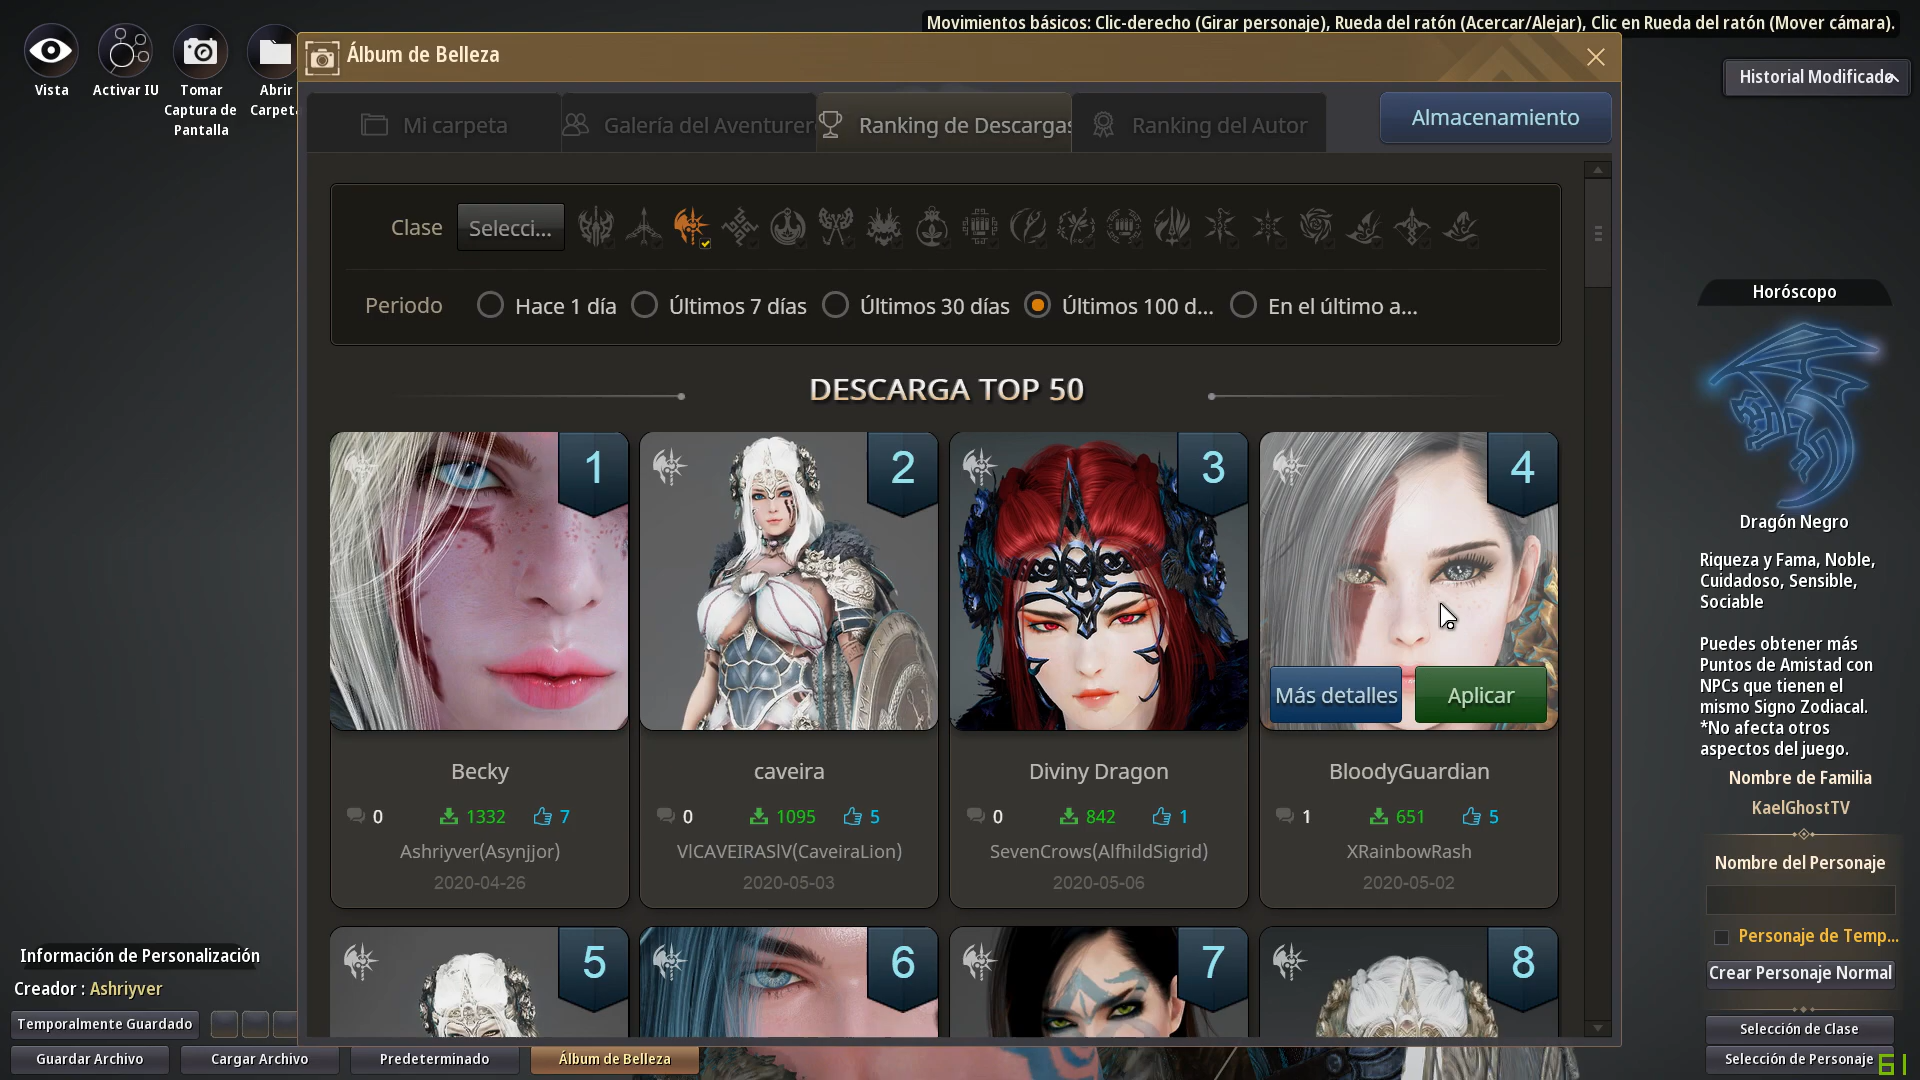 Movimientos básicos: Clic-derecho (Girar personaje), Rueda del ratón (Acercar/Alejar), Clic en Rueda del ratón (Mover cámara).
Vista
Activar IU
Tomar
Captura de
Pantalla
Abrir
Carpeta
Álbum de Belleza
Historial Modificado
Mi carpeta
Galería del Aventurer
Ranking de Descargas
Ranking del Autor
Almacenamiento
Clase
Selecci...
Periodo
Hace 1 día
Últimos 7 días
Últimos 30 días
Últimos 100 d...
En el último a...
DESCARGA TOP 50
1
2
3
4
Más detalles
Aplicar
Becky
0
1332
7
Ashriyver(Asynjjor)
2020-04-26
caveira
0
1095
5
VlCAVEIRASlV(CaveiraLion)
2020-05-03
Diviny Dragon
0
842
1
SevenCrows(AlfhildSigrid)
2020-05-06
BloodyGuardian
1
651
5
XRainbowRash
2020-05-02
5
6
7
8
Horóscopo
Dragón Negro
Riqueza y Fama, Noble,
Cuidadoso, Sensible,
Sociable
Puedes obtener más
Puntos de Amistad con
NPCs que tienen el
mismo Signo Zodiacal.
*No afecta otros
aspectos del juego.
Nombre de Familia
KaelGhostTV
Nombre del Personaje
Personaje de Temp...
Crear Personaje Normal
Selección de Clase
Selección de Personaje
61
Información de Personalización
Creador : Ashriyver
Temporalmente Guardado
Guardar Archivo
Cargar Archivo
Predeterminado
Álbum de Belleza